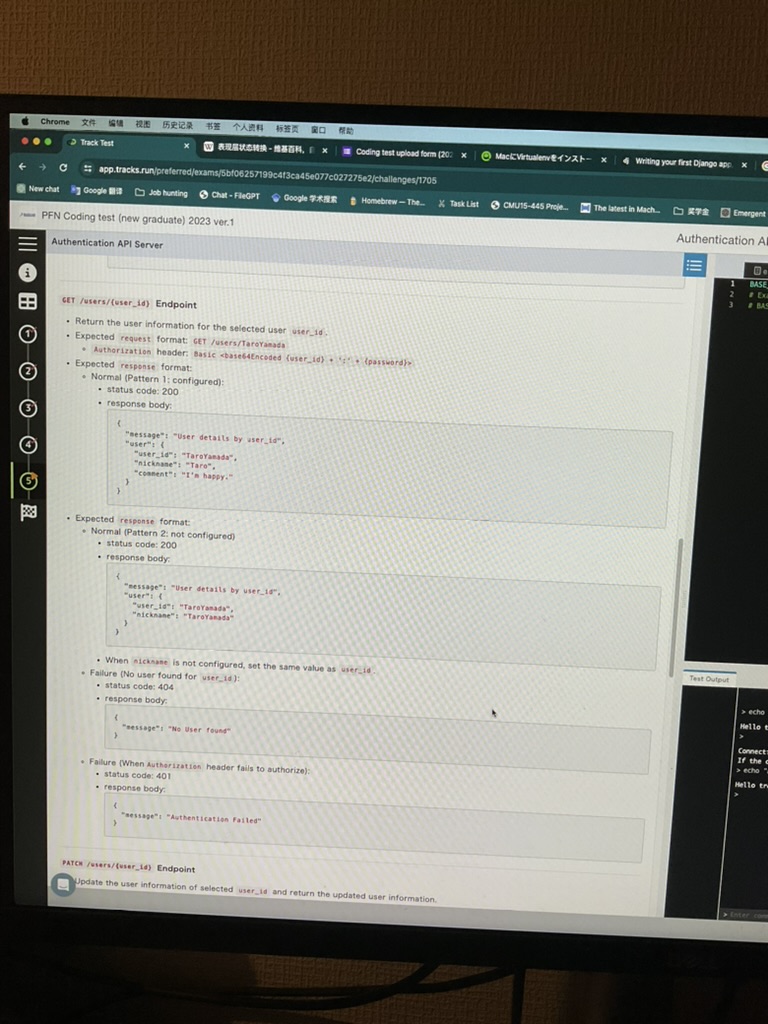 Chrome 文件 编辑 视图 历史记录 书签 个人资料 标签页 窗口 帮助
Track Test
表现层状态转换 - 维基百科,
Coding test upload form (202
MacにVirtualenvをインストー
Writing your first Django app,
app.tracks.run/preferred/exams/5bf06257199c4f3ca45e077c027275e2/challenges/1705
New chat Google 翻译 Job hunting Chat - FileGPT Google 学术搜索 Homebrew — The... Task List CMU15-445 Proje... The latest in Mach... 奖学金 Emergent
PFN Coding test (new graduate) 2023 ver.1
Authentication API Server
Authentication
1 BASE
2
3
GET /users/{user_id} Endpoint
• Return the user information for the selected user user_id.
• Expected request format: GET /users/TaroYamada
Authorization header: Basic <base64Encoded {user_id} + ':' + {password}>
• Expected response format:
Normal (Pattern 1: configured):
• status code: 200
• response body:
{
"message": "User details by user_id",
"user": {
"user_id": "TaroYamada",
"nickname": "Taro",
"comment": "I'm happy."
}
}
• Expected response format:
Normal (Pattern 2: not configured)
• status code: 200
• response body:
{
"message": "User details by user_id",
"user": {
"user_id": "TaroYamada",
"nickname": "TaroYamada"
}
}
• When nickname is not configured, set the same value as user_id.
Failure (No user found for user_id):
• status code: 404
• response body:
{
"message": "No User found"
}
Failure (When Authorization header fails to authorize):
• status code: 401
• response body:
{
"message": "Authentication Failed"
}
PATCH /users/{user_id} Endpoint
Update the user information of selected user_id and return the updated user information.
1
2
3
4
5
Test Output
> echo
Hello t
>
Connect
If the c
> echo "
Hello tr
>